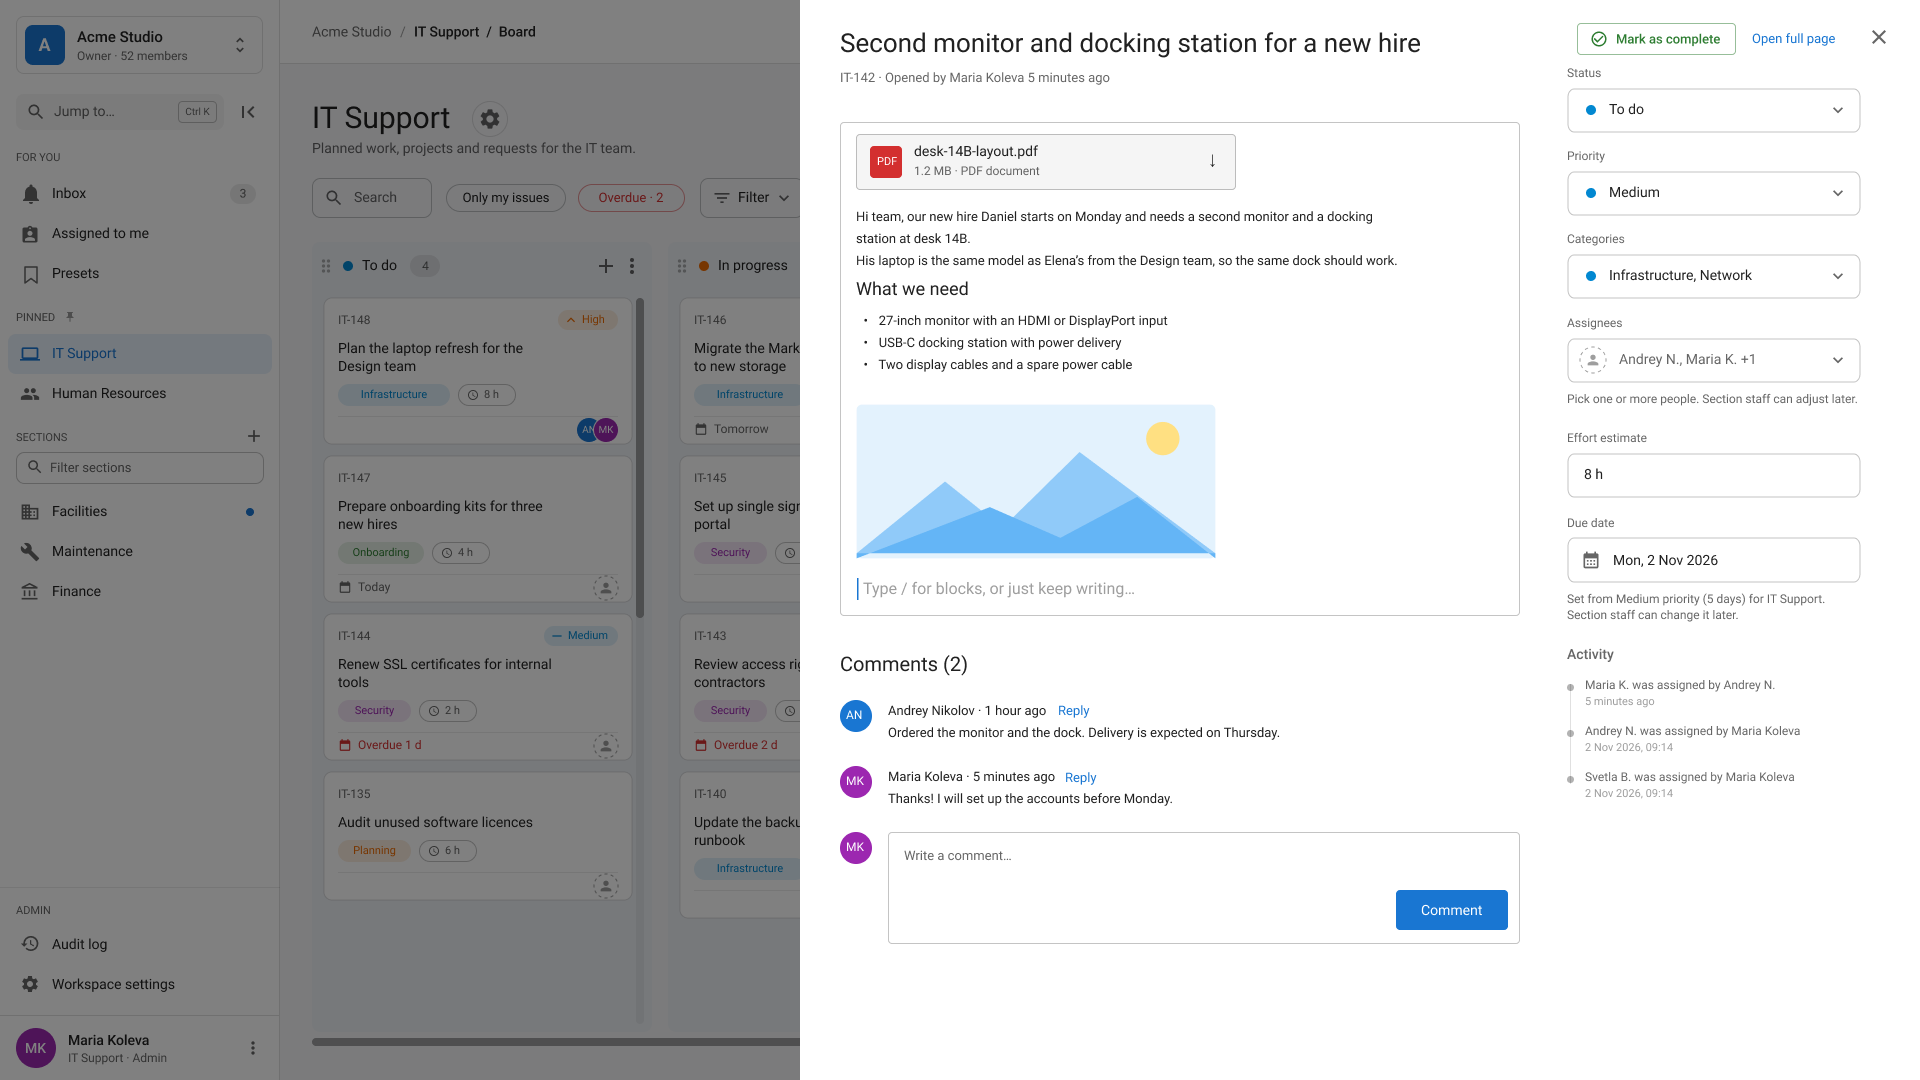 A
Acme Studio
Owner · 52 members
Jump to...
Ctrl K
FOR YOU
Inbox
3
Assigned to me
Presets
PINNED
IT Support
Human Resources
SECTIONS
Filter sections
Facilities
Maintenance
Finance
ADMIN
Audit log
Workspace settings
MK
Maria Koleva
IT Support · Admin
Acme Studio / IT Support / Board
IT Support
Planned work, projects and requests for the IT team.
Search
Only my issues
Overdue · 2
Filter
To do
4
IT-148
High
Plan the laptop refresh for the
Design team
Infrastructure
8 h
MK
IT-147
Prepare onboarding kits for three
new hires
Onboarding
4 h
Today
IT-144
Medium
Renew SSL certificates for internal
tools
Security
2 h
Overdue 1 d
IT-135
Audit unused software licences
Planning
6 h
In progress
IT-146
Migrate the Mark
to new storage
Infrastructure
Tomorrow
IT-145
Set up single sign
portal
Security
IT-143
Review access
contractors
Security
Overdue 2 d
IT-140
Update the backu
runbook
Infrastructure
Second monitor and docking station for a new hire
IT-142 · Opened by Maria Koleva 5 minutes ago
PDF
desk-14B-layout.pdf
1.2 MB · PDF document
Hi team, our new hire Daniel starts on Monday and needs a second monitor and a docking
station at desk 14B.
His laptop is the same model as Elena's from the Design team, so the same dock should work.
What we need
• 27-inch monitor with an HDMI or DisplayPort input
• USB-C docking station with power delivery
• Two display cables and a spare power cable
Type / for blocks, or just keep writing...
Comments (2)
AN
Andrey Nikolov · 1 hour ago Reply
Ordered the monitor and the dock. Delivery is expected on Thursday.
MK
Maria Koleva · 5 minutes ago Reply
Thanks! I will set up the accounts before Monday.
MK
Write a comment...
Comment
Mark as complete
Open full page
Status
To do
Priority
Medium
Categories
Infrastructure, Network
Assignees
Andrey N., Maria K. +1
Pick one or more people. Section staff can adjust later.
Effort estimate
8 h
Due date
Mon, 2 Nov 2026
Set from Medium priority (5 days) for IT Support.
Section staff can change it later.
Activity
Maria K. was assigned by Andrey N.
5 minutes ago
Andrey N. was assigned by Maria Koleva
2 Nov 2026, 09:14
Svetla B. was assigned by Maria Koleva
2 Nov 2026, 09:14